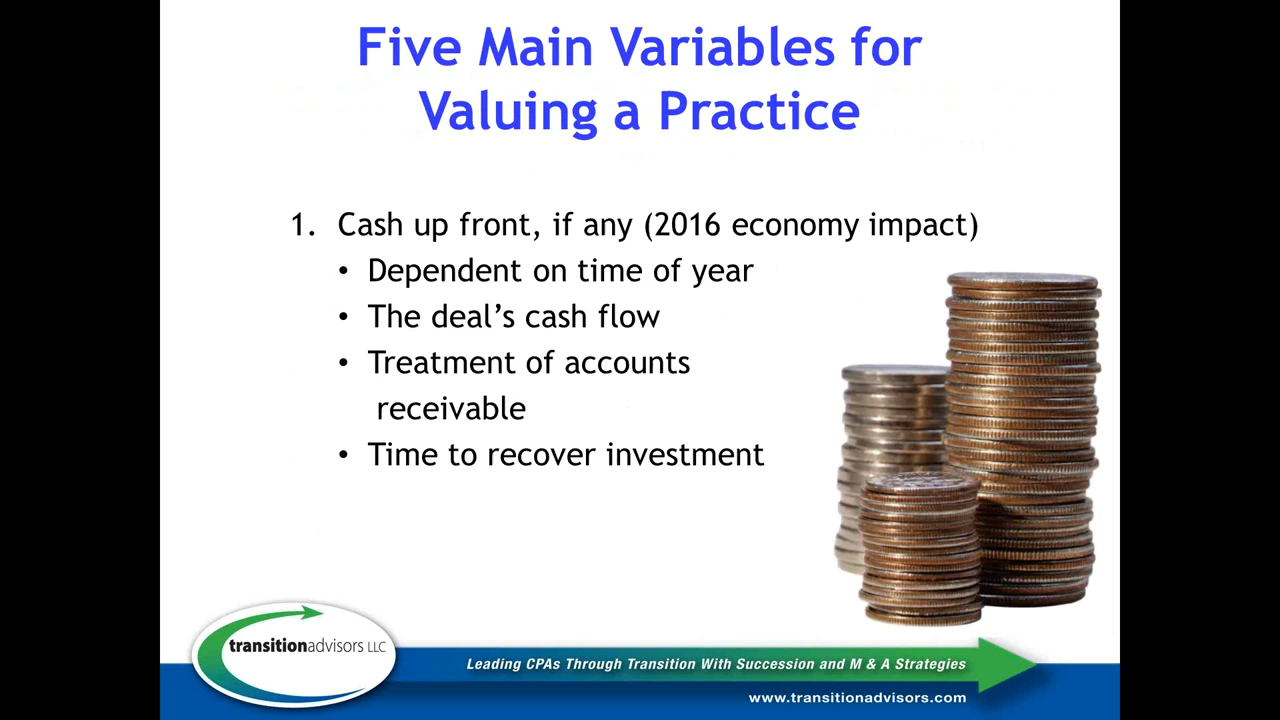 Five Main Variables for
Valuing a Practice
1. Cash up front, if any (2016 economy impact)
• Dependent on time of year
• The deal’s cash flow
• Treatment of accounts
receivable
• Time to recover investment
transitionadvisors LLC
Leading CPAs Through Transition With Succession and M & A Strategies
www.transitionadvisors.com